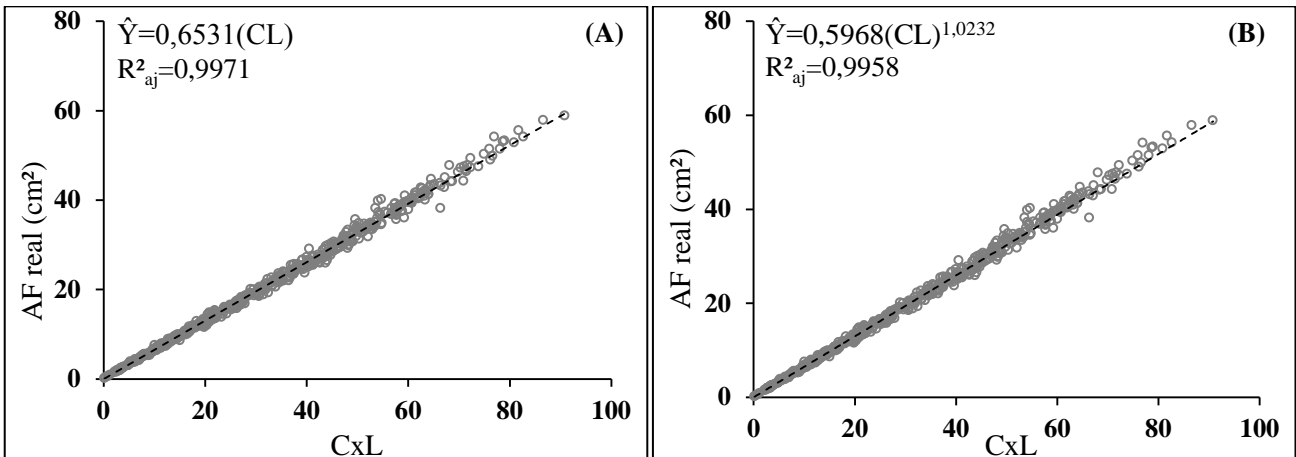 Ŷ=0,6531(CL)
R²aj=0,9971
(A)
80
60
40
20
0
AF real (cm²)
0 20 40 60 80 100
CxL
Ŷ=0,5968(CL)^1,0232
R²aj=0,9958
(B)
80
60
40
20
0
AF real (cm²)
0 20 40 60 80 100
CxL